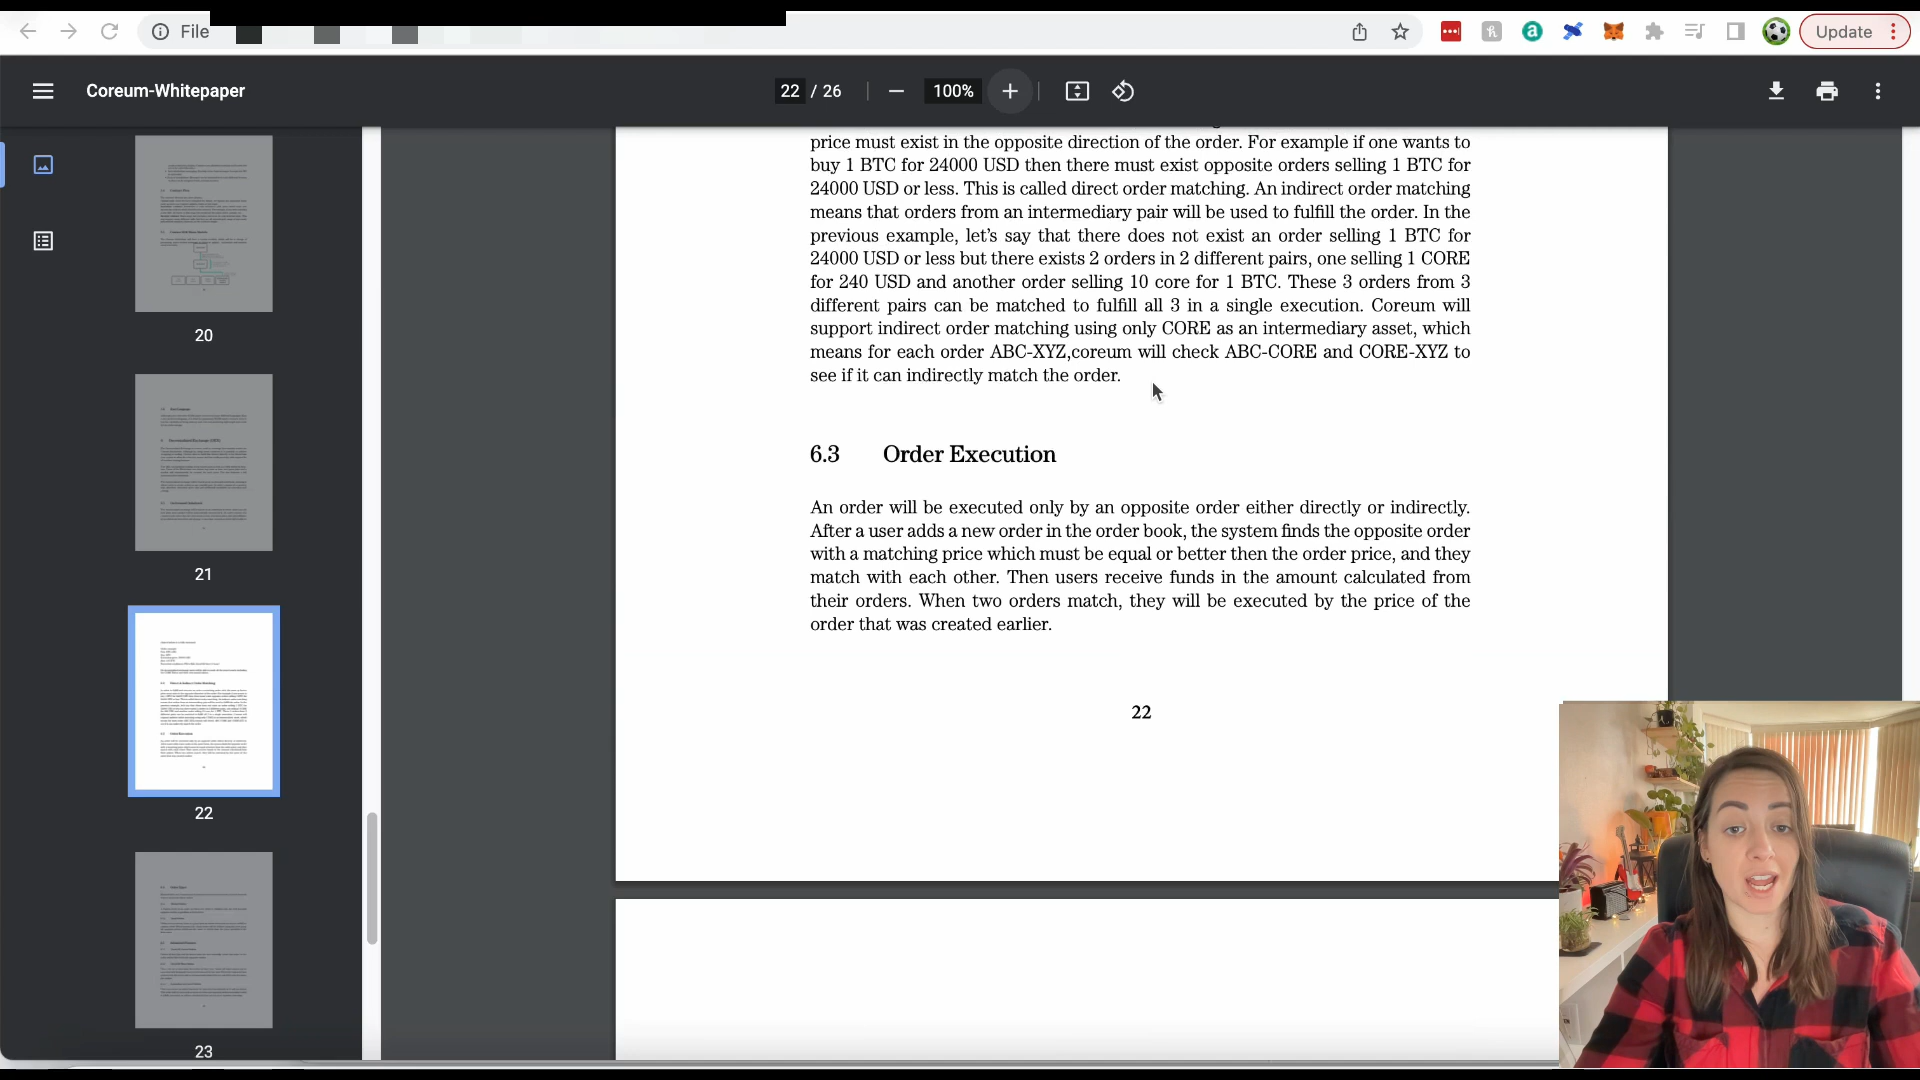 File
Update
Coreum-Whitepaper
22 / 26
100%
20
21
22
23
price must exist in the opposite direction of the order. For example if one wants to
buy 1 BTC for 24000 USD then there must exist opposite orders selling 1 BTC for
24000 USD or less. This is called direct order matching. An indirect order matching
means that orders from an intermediary pair will be used to fulfill the order. In the
previous example, let's say that there does not exist an order selling 1 BTC for
24000 USD or less but there exists 2 orders in 2 different pairs, one selling 1 CORE
for 240 USD and another order selling 10 core for 1 BTC. These 3 orders from 3
different pairs can be matched to fulfill all 3 in a single execution. Coreum will
support indirect order matching using only CORE as an intermediary asset, which
means for each order ABC-XYZ,coreum will check ABC-CORE and CORE-XYZ to
see if it can indirectly match the order.
6.3 Order Execution
An order will be executed only by an opposite order either directly or indirectly.
After a user adds a new order in the order book, the system finds the opposite order
with a matching price which must be equal or better then the order price, and they
match with each other. Then users receive funds in the amount calculated from
their orders. When two orders match, they will be executed by the price of the
order that was created earlier.
22